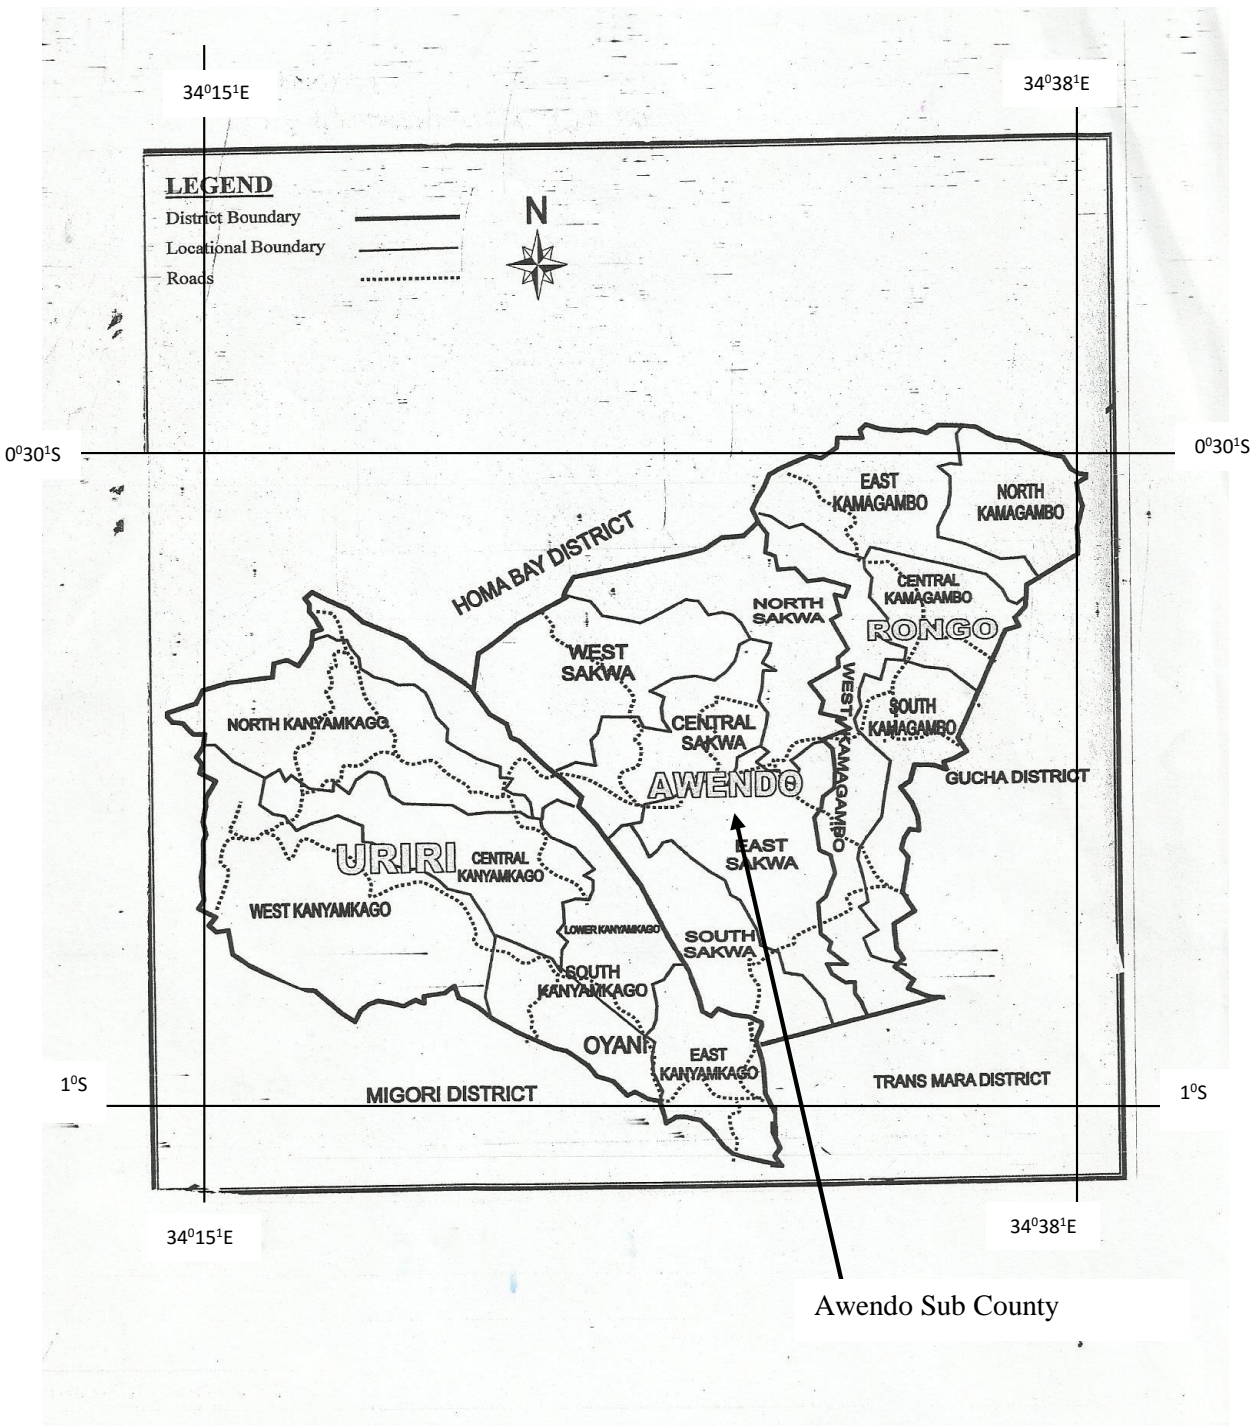 34⁰15¹E
34⁰38¹E
LEGEND
District Boundary
Locational Boundary
Roads
N
0⁰30¹S
0⁰30¹S
EAST
KAMAGAMBO
NORTH
KAMAGAMBO
HOMA BAY DISTRICT
CENTRAL
KAMAGAMBO
NORTH
SAKWA
RONGO
WEST
SAKWA
WEST KAMAGAMBO
SOUTH
KAMAGAMBO
NORTH KANYAMKAGO
CENTRAL
SAKWA
AWENDO
GUCHA DISTRICT
EAST
SAKWA
URIRI
CENTRAL
KANYAMKAGO
WEST KANYAMKAGO
LOWER KANYAMKAGO
SOUTH
SAKWA
SOUTH
KANYAMKAGO
OYANI
EAST
KANYAMKAGO
TRANS MARA DISTRICT
MIGORI DISTRICT
1⁰S
1⁰S
34⁰15¹E
34⁰38¹E
Awendo Sub County